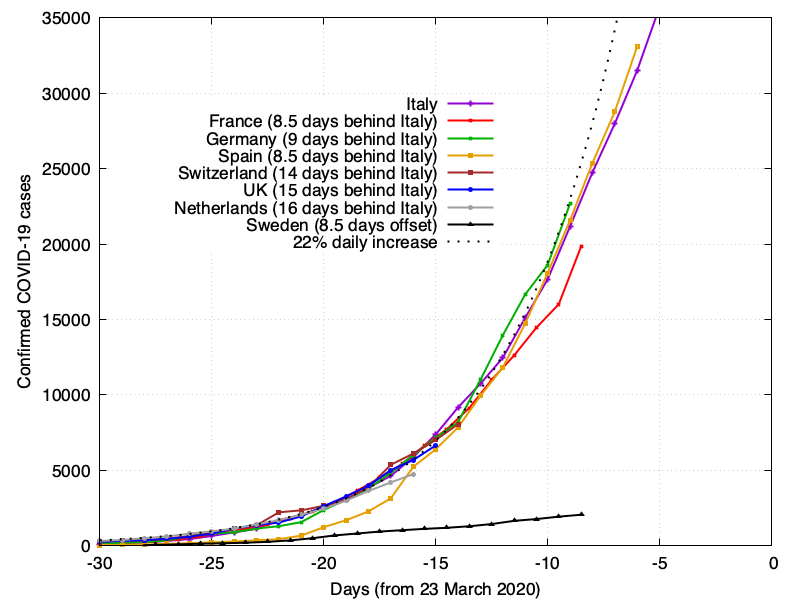 35000
30000
25000
20000
15000
10000
5000
0
Confirmed COVID-19 cases
Italy
France (8.5 days behind Italy)
Germany (9 days behind Italy)
Spain (8.5 days behind Italy)
Switzerland (14 days behind Italy)
UK (15 days behind Italy)
Netherlands (16 days behind Italy)
Sweden (8.5 days offset)
22% daily increase
-30 -25 -20 -15 -10 -5 0
Days (from 23 March 2020)